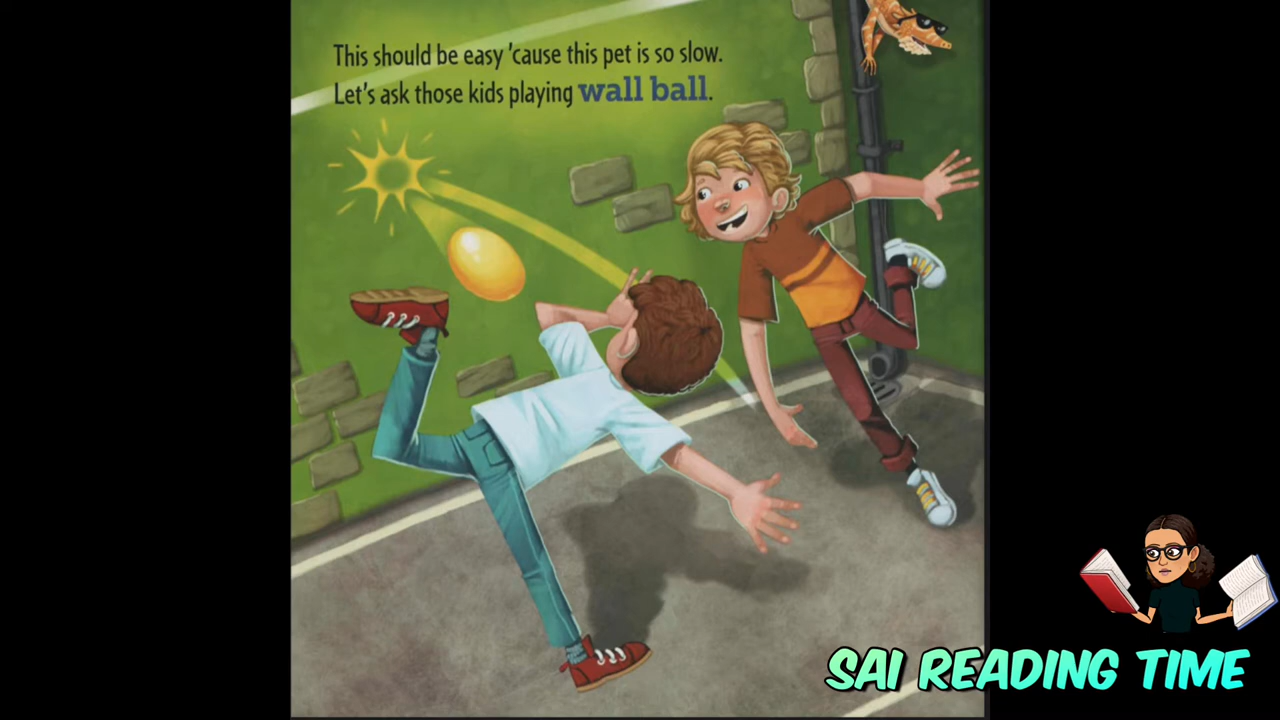 This should be easy ’cause this pet is so slow.
Let’s ask those kids playing wall ball.
SAI READING TIME